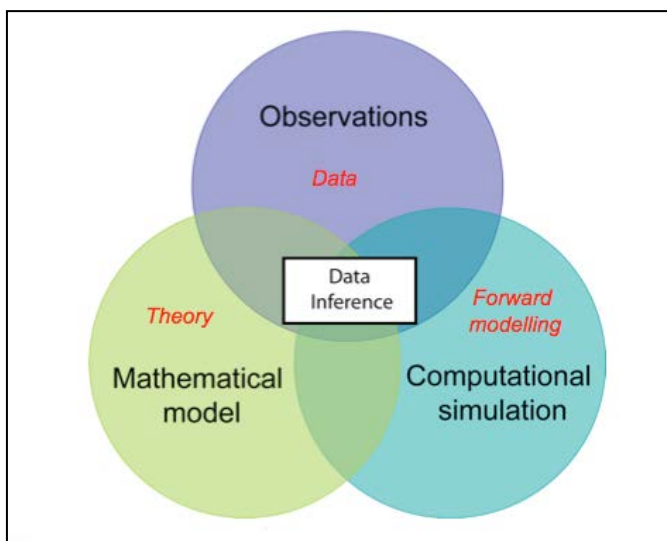 Observations
Data
Data
Inference
Theory
Forward
modelling
Mathematical
model
Computational
simulation